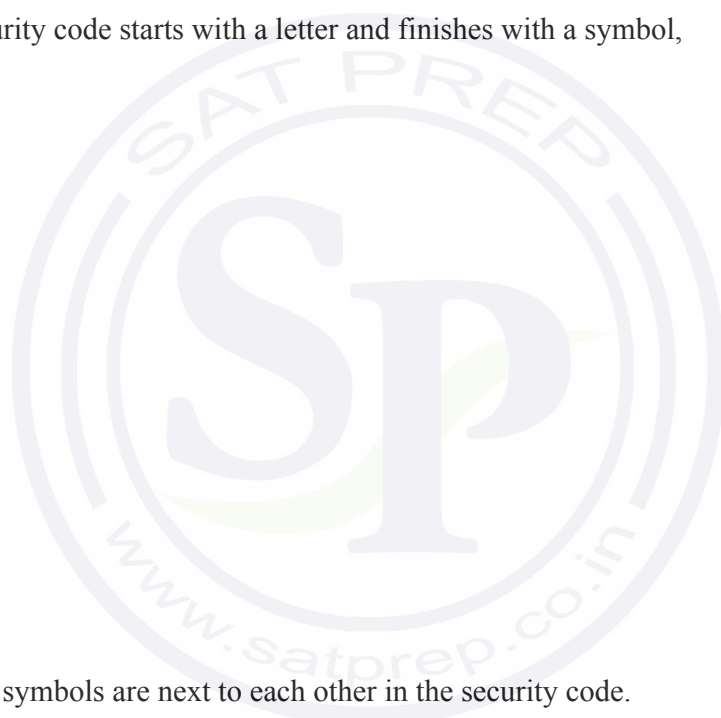 urity code starts with a letter and finishes with a symbol,
SAT PREP
SP
www.satprep.co.in
symbols are next to each other in the security code.